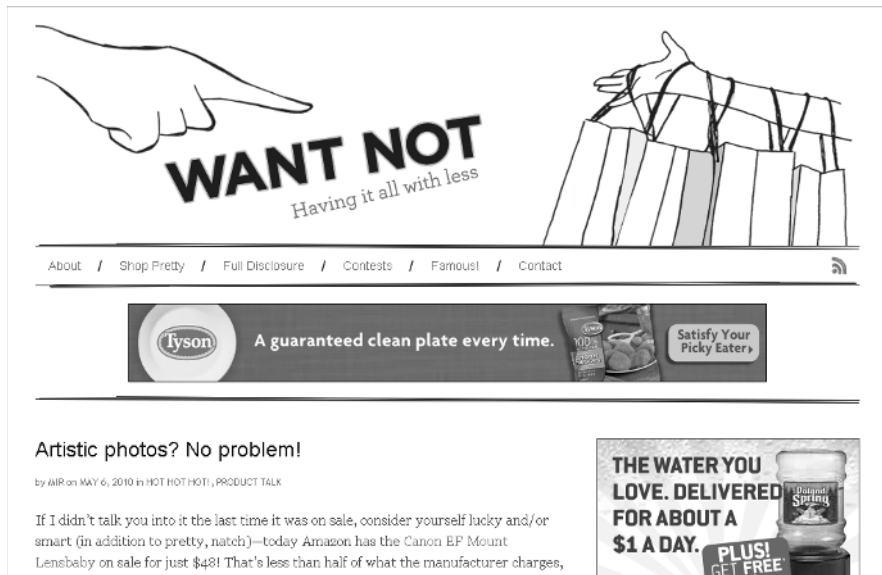 WANT NOT
Having it all with less
About / Shop Pretty / Full Disclosure / Contests / Famous! / Contact
Tyson
A guaranteed clean plate every time.
Tyson
100%
Satisfy Your
Picky Eater
Artistic photos? No problem!
by MIR on MAY 6, 2010 in HOT HOT HOT!, PRODUCT TALK
If I didn't talk you into it the last time it was on sale, consider yourself lucky and/or
smart (in addition to pretty, natch)—today Amazon has the Canon EF Mount
Lensbaby on sale for just $48! That's less than half of what the manufacturer charges,
THE WATER YOU
LOVE. DELIVERED
FOR ABOUT A
$1 A DAY.
Poland
Spring
PLUS!
GET FREE